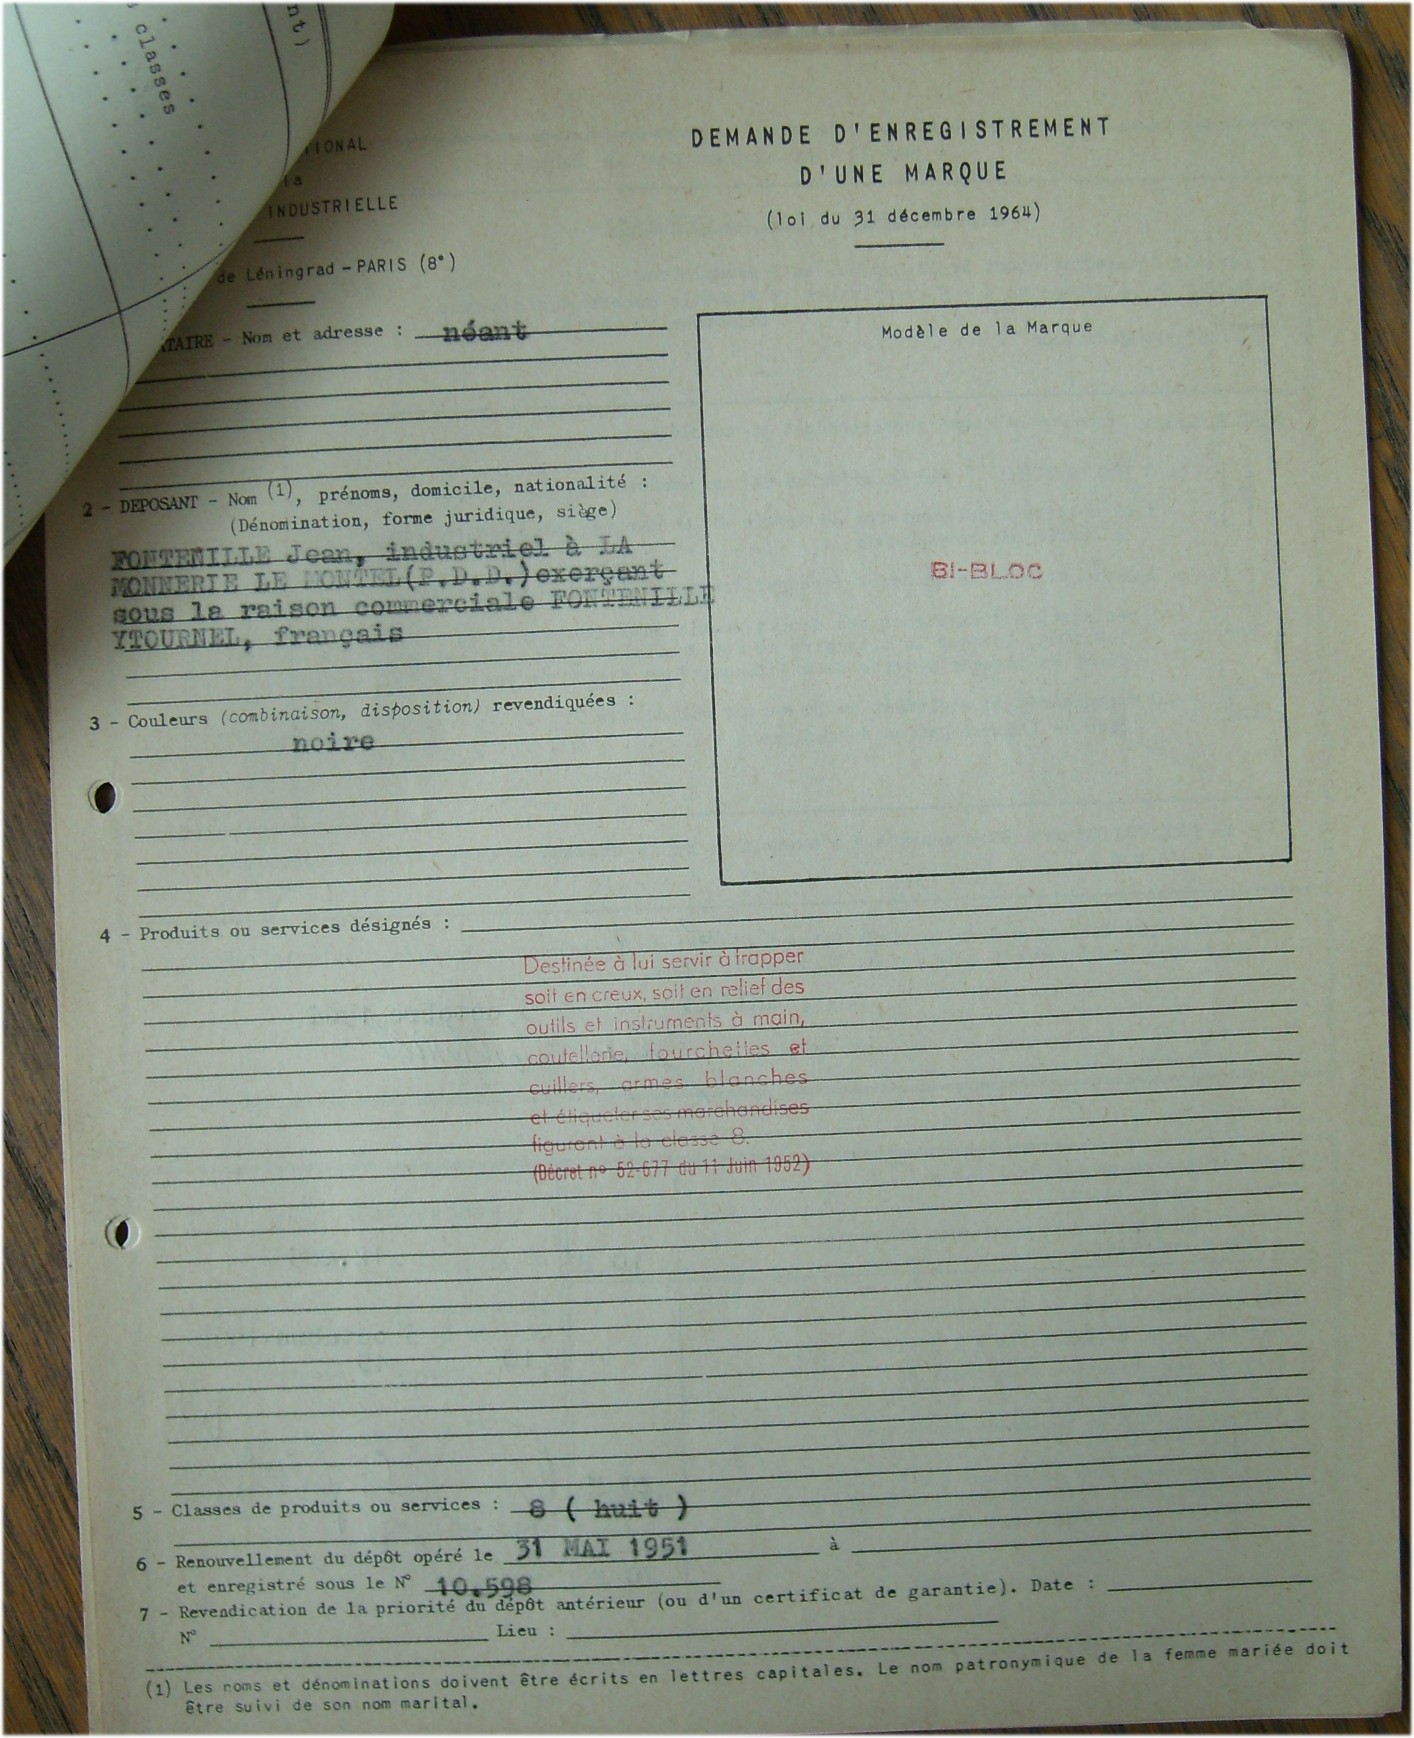 nt)
classes
INDUSTRIELLE
de Léningrad – PARIS (8e)
DEMANDE D'ENREGISTREMENT
D'UNE MARQUE
(loi du 31 décembre 1964)
– Nom et adresse : néant
Modèle de la Marque
BI-BLOC
2 – DEPOSANT – Nom (1), prénoms, domicile, nationalité :
(Dénomination, forme juridique, siège)
FONTENILLE Jean, industriel à LA
MONNERIE LE MONTEL(P.D.D.)exerçant
sous la raison commerciale FONTENILLE
YTOURNEL, français
3 – Couleurs (combinaison, disposition) revendiquées :
noire
4 – Produits ou services désignés :
Destinée à lui servir à frapper
soit en creux, soit en relief des
outils et instruments à main,
coutellerie, fourchettes et
cuillers, armes blanches
et étiqueter ses marchandises
figurant à la classe 8.
(Décret nº 52-677 du 11 Juin 1952)
5 – Classes de produits ou services : 8 ( huit )
6 – Renouvellement du dépôt opéré le 31 MAI 1951 à
et enregistré sous le N° 10.598
7 – Revendication de la priorité du dépôt antérieur (ou d'un certificat de garantie). Date :
N° Lieu :
(1) Les noms et dénominations doivent être écrits en lettres capitales. Le nom patronymique de la femme mariée doit
être suivi de son nom marital.